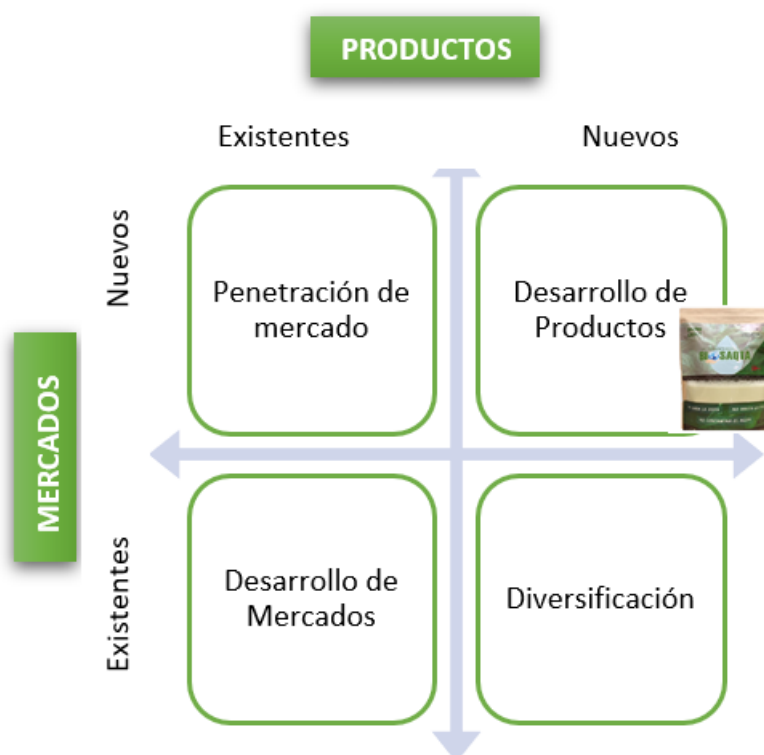 PRODUCTOS
Existentes
Nuevos
Nuevos
Penetración de
mercado
Desarrollo de
Productos
MERCADOS
Existentes
Desarrollo de
Mercados
Diversificación